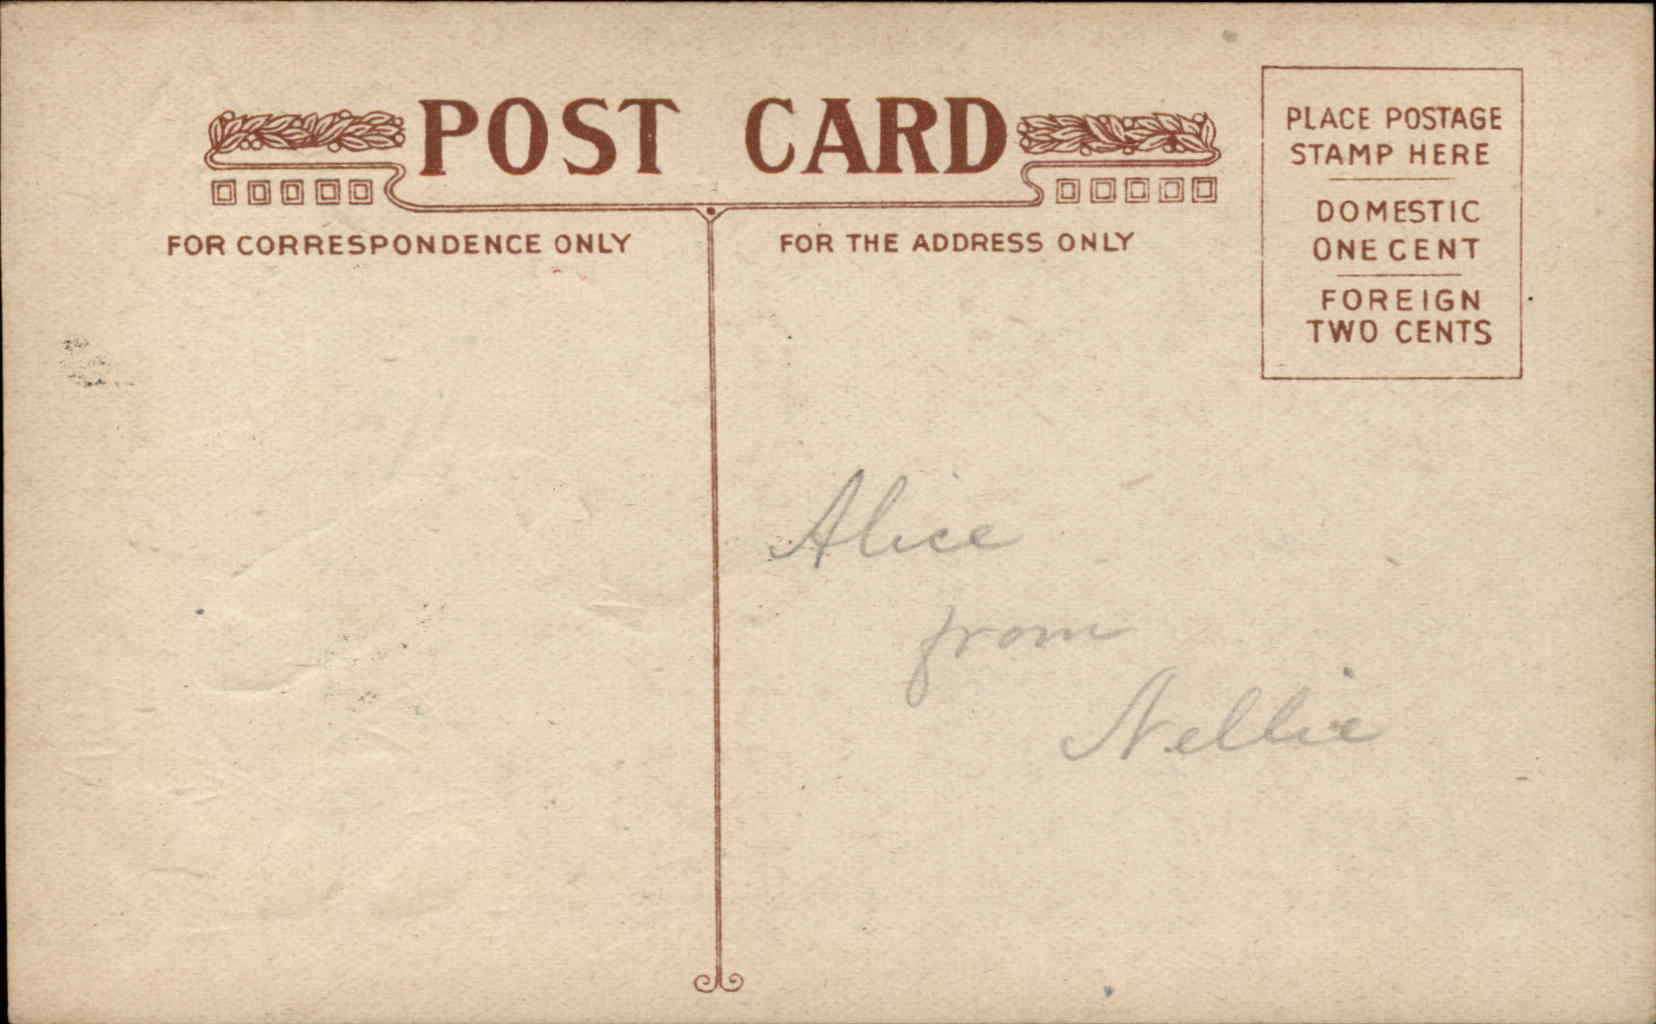 POST CARD
FOR CORRESPONDENCE ONLY
FOR THE ADDRESS ONLY
PLACE POSTAGE
STAMP HERE
DOMESTIC
ONE CENT
FOREIGN
TWO CENTS
Alice
from
Nellie